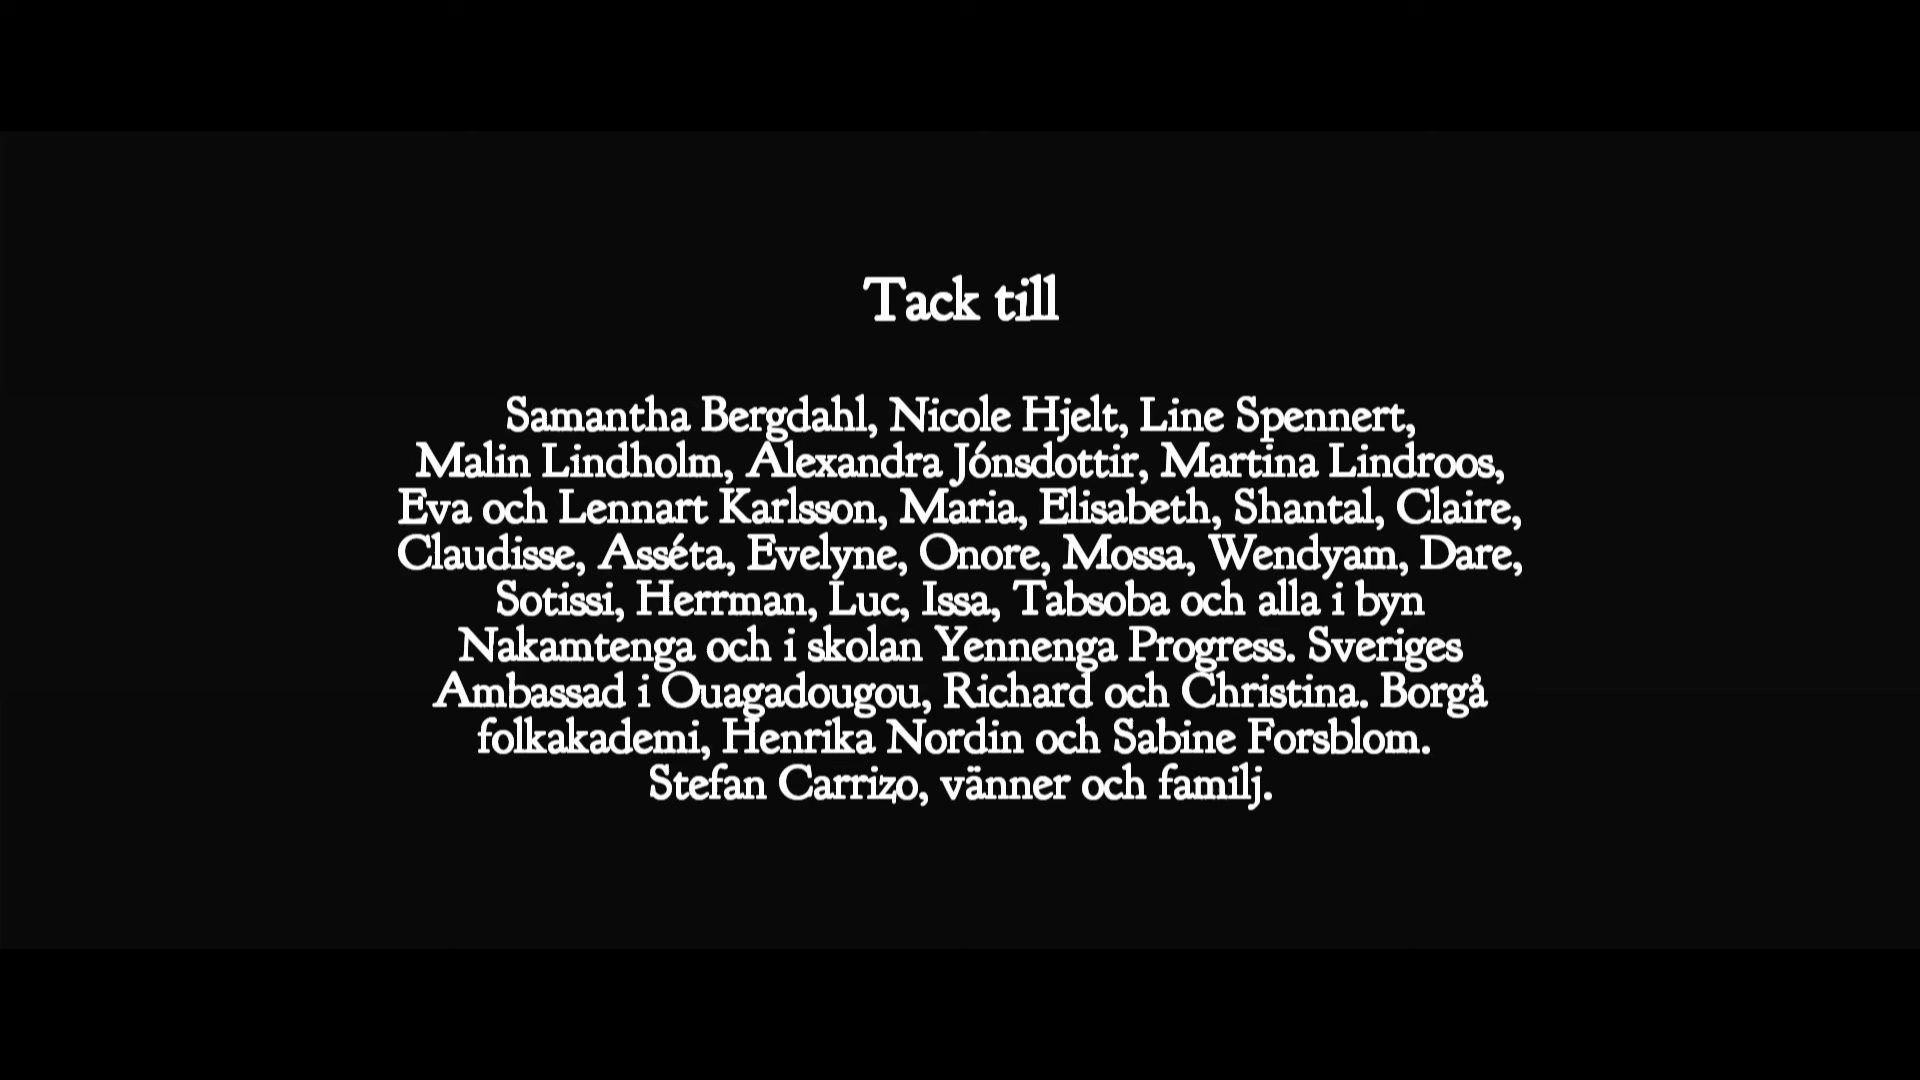 Tack till
Samantha Bergdahl, Nicole Hjelt, Line Spennert,
Malin Lindholm, Alexandra Jónsdottir, Martina Lindroos,
Eva och Lennart Karlsson, Maria, Elisabeth, Shantal, Claire,
Claudisse, Asséta, Evelyne, Onore, Mossa, Wendyam, Dare,
Sotissi, Herrman, Luc, Issa, Tabsoba och alla i byn
Nakamtenga och i skolan Yennenga Progress. Sveriges
Ambassad i Ouagadougou, Richard och Christina. Borgå
folkakademi, Henrika Nordin och Sabine Forsblom.
Stefan Carrizo, vänner och familj.